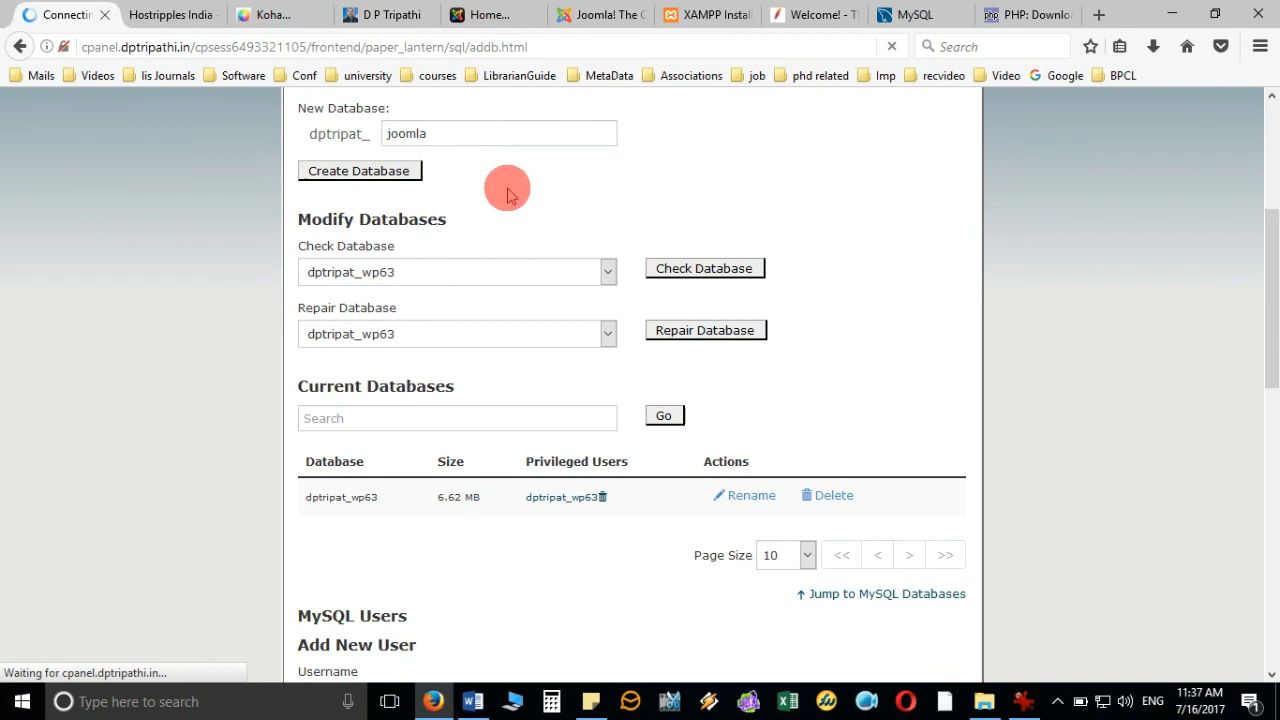 Connectir
Hostripples India
Koha...
D P Tripathi
Home...
Joomla! The C
XAMPP Instal
Welcome! - T
MySQL
PHP: Downlo
cpanel.dptripathi.in/cpsess6493321105/frontend/paper_lantern/sql/addb.html
Search
Mails Videos lis Journals Software Conf university courses LibrarianGuide MetaData Associations job phd related Imp recvideo Video Google BPCL
New Database:
dptripat_ joomla
Create Database
Modify Databases
Check Database
dptripat_wp63 Check Database
Repair Database
dptripat_wp63 Repair Database
Current Databases
Search Go
Database Size Privileged Users Actions
dptripat_wp63 6.62 MB dptripat_wp63 Rename Delete
Page Size 10 << < > >>
Jump to MySQL Databases
MySQL Users
Add New User
Username
Waiting for cpanel.dptripathi.in...
Type here to search
ENG
11:37 AM
7/16/2017